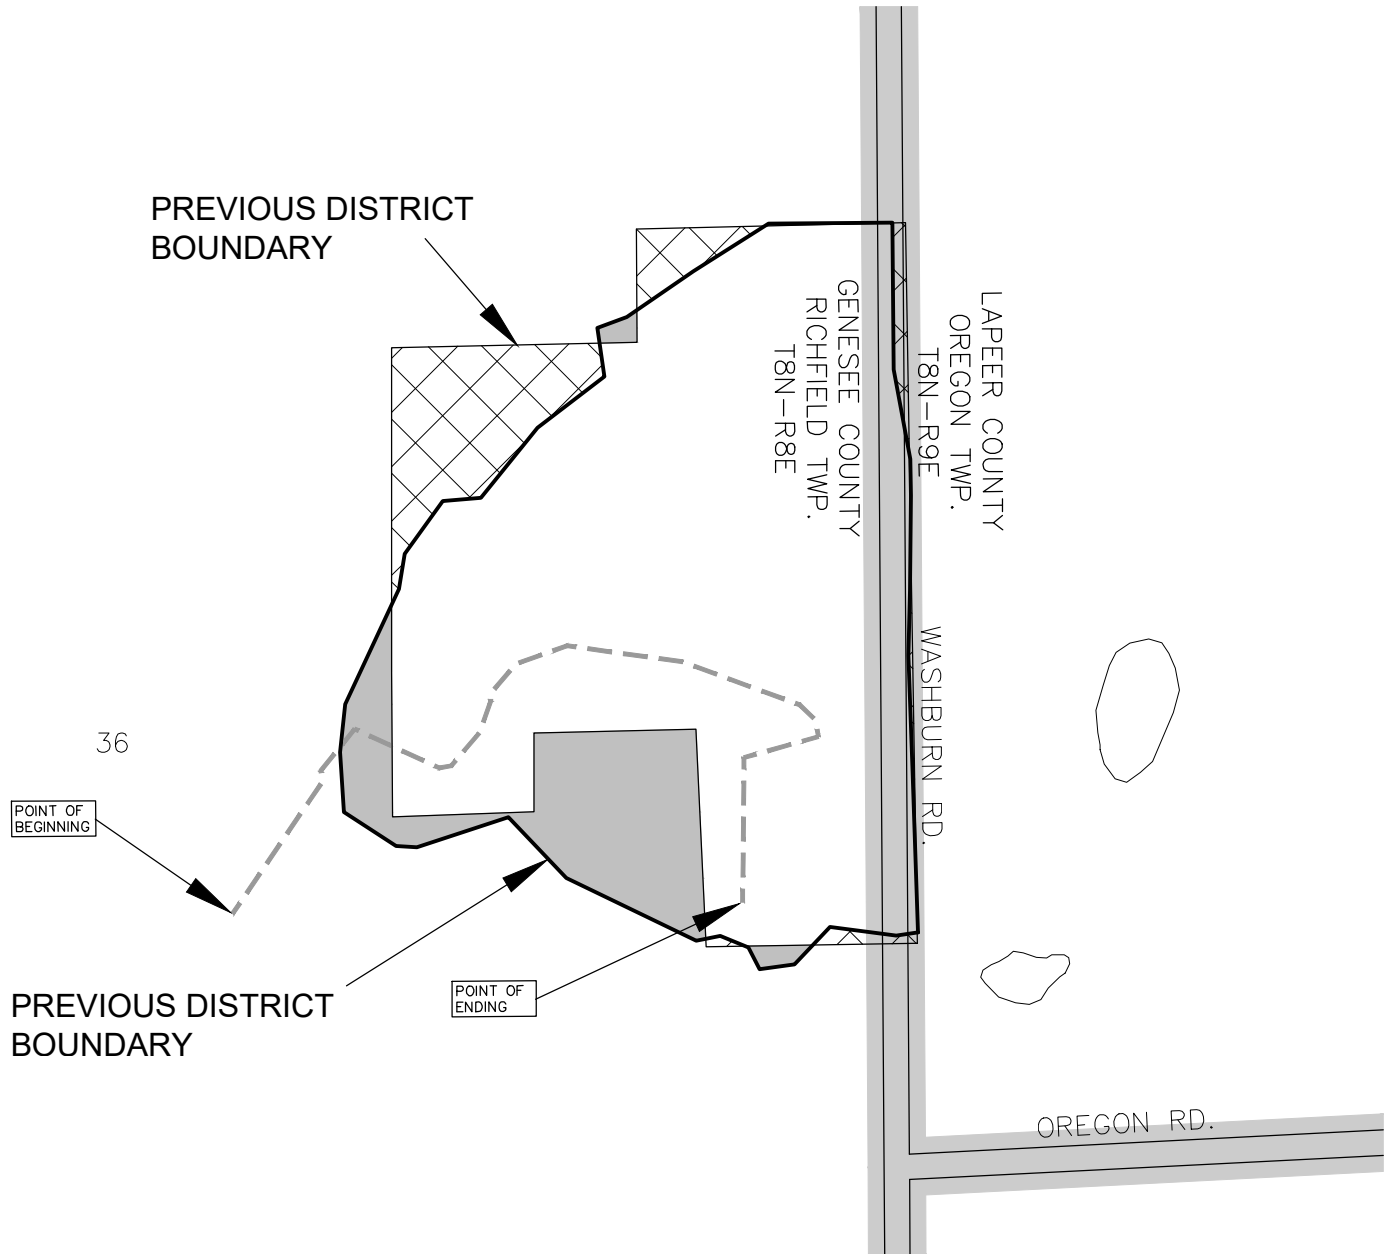 PREVIOUS DISTRICT
BOUNDARY
LAPEER COUNTY
OREGON TWP.
T8N-R9E
GENESEE COUNTY
RICHFIELD TWP.
T8N-R8E
WASHBURN RD.
36
POINT OF
BEGINNING
PREVIOUS DISTRICT
BOUNDARY
POINT OF
ENDING
OREGON RD.